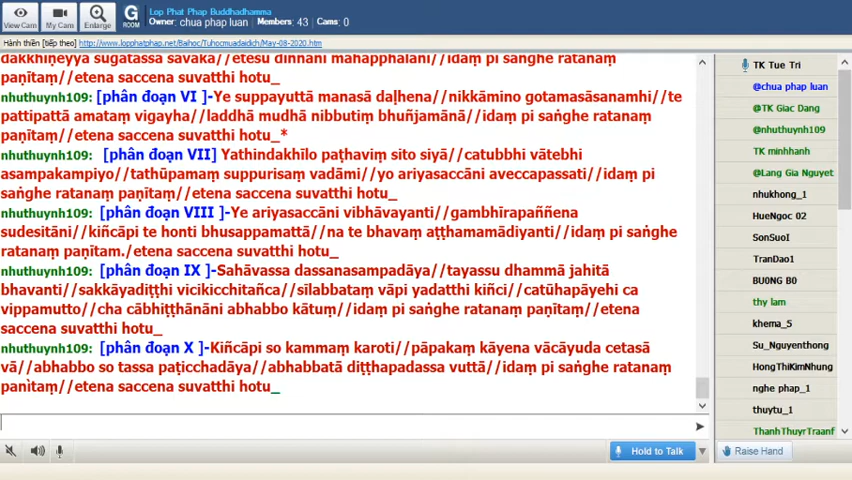 Lop Phat Phap Buddhadhamma
Owner: chua phap luan  Members: 43  Cams: 0
View Cam
My Cam
Enlarge
G
ROOM
Hành thiền [tiếp theo] http://www.lopphatphap.net/Baihoc/Tuhocmuadaidich/May-08-2020.htm
dakkhiṇeyyā sugatassa sāvakā//etesu dinnāni mahapphalāni//idaṃ pi saṅghe ratanaṃ
paṇītaṃ//etena saccena suvatthi hotu_
nhuthuynh109: [phân đoạn VI ]-Ye suppayuttā manasā daḷhena//nikkāmino gotamasāsanamhi//te
pattipattā amataṃ vigayha//laddhā mudhā nibbutiṃ bhuñjamānā//idaṃ pi saṅghe ratanaṃ
paṇītaṃ//etena saccena suvatthi hotu_*
nhuthuynh109: [phân đoạn VII] Yathindakhīlo paṭhaviṃ sito siyā//catubbhi vātebhi
asampakampiyo//tathūpamaṃ suppurisaṃ vadāmi//yo ariyasaccāni aveccapassati//idaṃ pi
saṅghe ratanaṃ paṇītaṃ//etena saccena suvatthi hotu_
nhuthuynh109: [phân đoạn VIII ]-Ye ariyasaccāni vibhāvayanti//gambhīrapaññena
sudesitāni//kiñcāpi te honti bhusappamattā//na te bhavaṃ aṭṭhamamādiyanti//idaṃ pi saṅghe
ratanaṃ paṇītam./etena saccena suvatthi hotu_
nhuthuynh109: [phân đoạn IX ]-Sahāvassa dassanasampadāya//tayassu dhammā jahitā
bhavanti//sakkāyadiṭṭhi vicikicchitañca//sīlabbataṃ vāpi yadatthi kiñci//catūhapāyehi ca
vippamutto//cha cābhiṭṭhānāni abhabbo kātuṃ//idaṃ pi saṅghe ratanaṃ paṇītaṃ//etena
saccena suvatthi hotu_
nhuthuynh109: [phân đoạn X ]-Kiñcāpi so kammaṃ karoti//pāpakaṃ kāyena vācāyuda cetasā
vā//abhabbo so tassa paṭicchadāya//abhabbatā diṭṭhapadassa vuttā//idaṃ pi saṅghe ratanaṃ
paṇītaṃ//etena saccena suvatthi hotu_
Hold to Talk
TK Tue Tri
@chua phap luan
@TK Giac Dang
@nhuthuynh109
TK minhhanh
@Lang Gia Nguyet
nhukhong_1
HueNgoc 02
SonSuoI
TranDao1
BU0NG B0
thy lam
khema_5
Su_Nguyenthong
HongThiKimNhung
nghe phap_1
thuytu_1
ThanhThuyrTraanf
Raise Hand